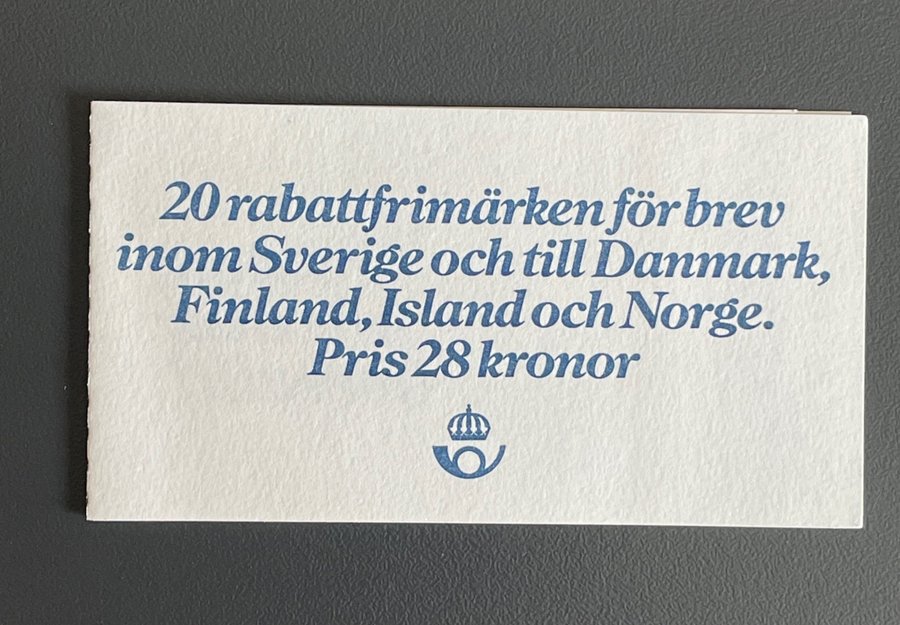 20 rabattfrimärken för brev
inom Sverige och till Danmark,
Finland, Island och Norge.
Pris 28 kronor